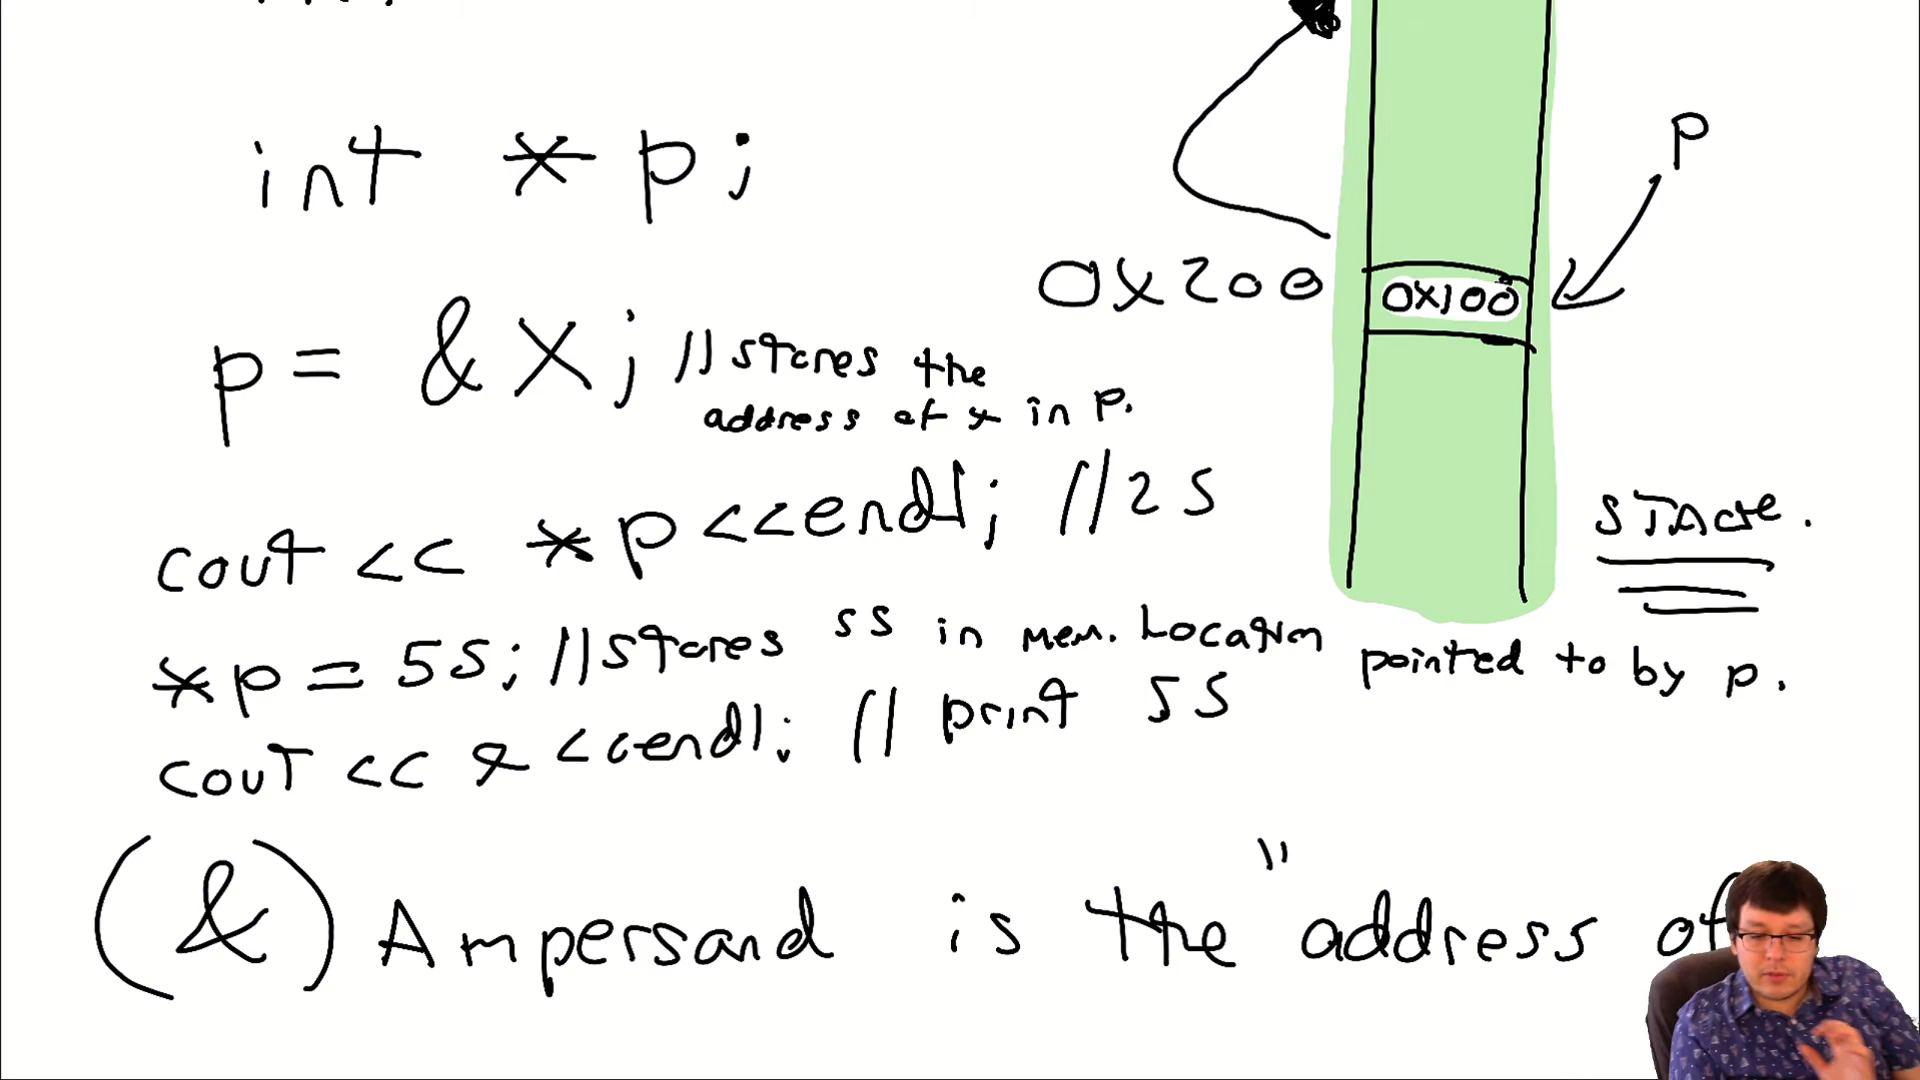 int * p;
P
0x200
0x100
p = & X; // stores the
address of x in p.
cout << *p << endl; // 25
STACK.
*p = 55; // stores 55 in mem. Location pointed to by p.
cout << x << endl; // print 55
(&) Ampersand is the "address of